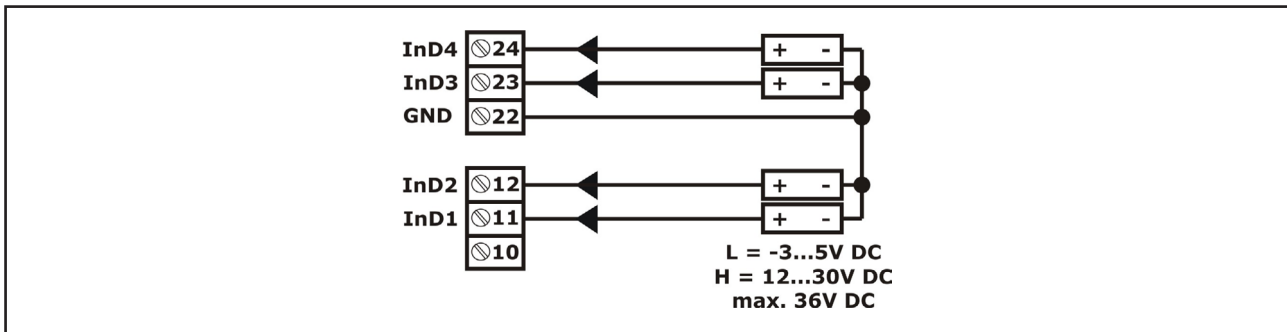 InD4 24 + -
InD3 23 + -
GND 22
InD2 12 + -
InD1 11 + -
10
L = -3...5V DC
H = 12...30V DC
max. 36V DC